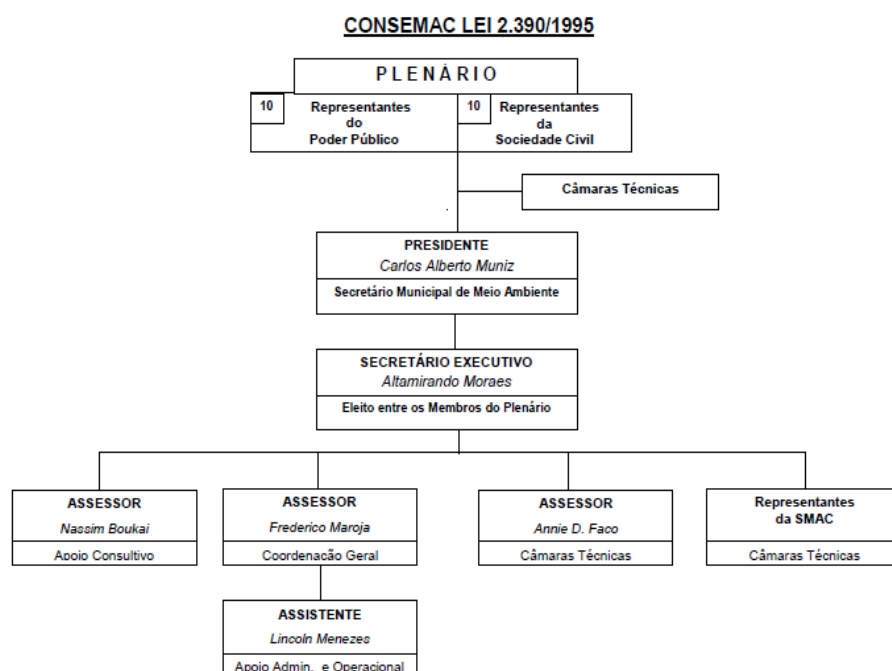 CONSEMAC LEI 2.390/1995
PLENÁRIO
10
Representantes
do
Poder Público
10
Representantes
da
Sociedade Civil
Câmaras Técnicas
PRESIDENTE
Carlos Alberto Muniz
Secretário Municipal de Meio Ambiente
SECRETÁRIO EXECUTIVO
Altamirando Moraes
Eleito entre os Membros do Plenário
ASSESSOR
Nassim Boukai
Apoio Consultivo
ASSESSOR
Frederico Maroja
Coordenação Geral
ASSESSOR
Annie D. Faco
Câmaras Técnicas
Representantes
da SMAC
Câmaras Técnicas
ASSISTENTE
Lincoln Menezes
Apoio Admin. e Operacional